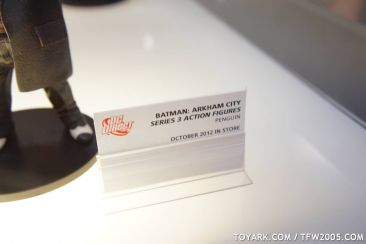 DC DIRECT
BATMAN: ARKHAM CITY
SERIES 3 ACTION FIGURES
PENGUIN
OCTOBER 2012 IN STORE
TOYARK.COM / TFW2005.COM